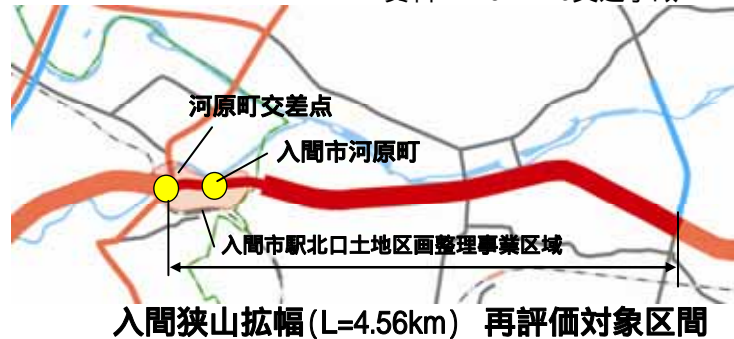 河原町交差点
入間市河原町
入間市駅北口土地区画整理事業区域
入間狭山拡幅(L=4.56km) 再評価対象区間